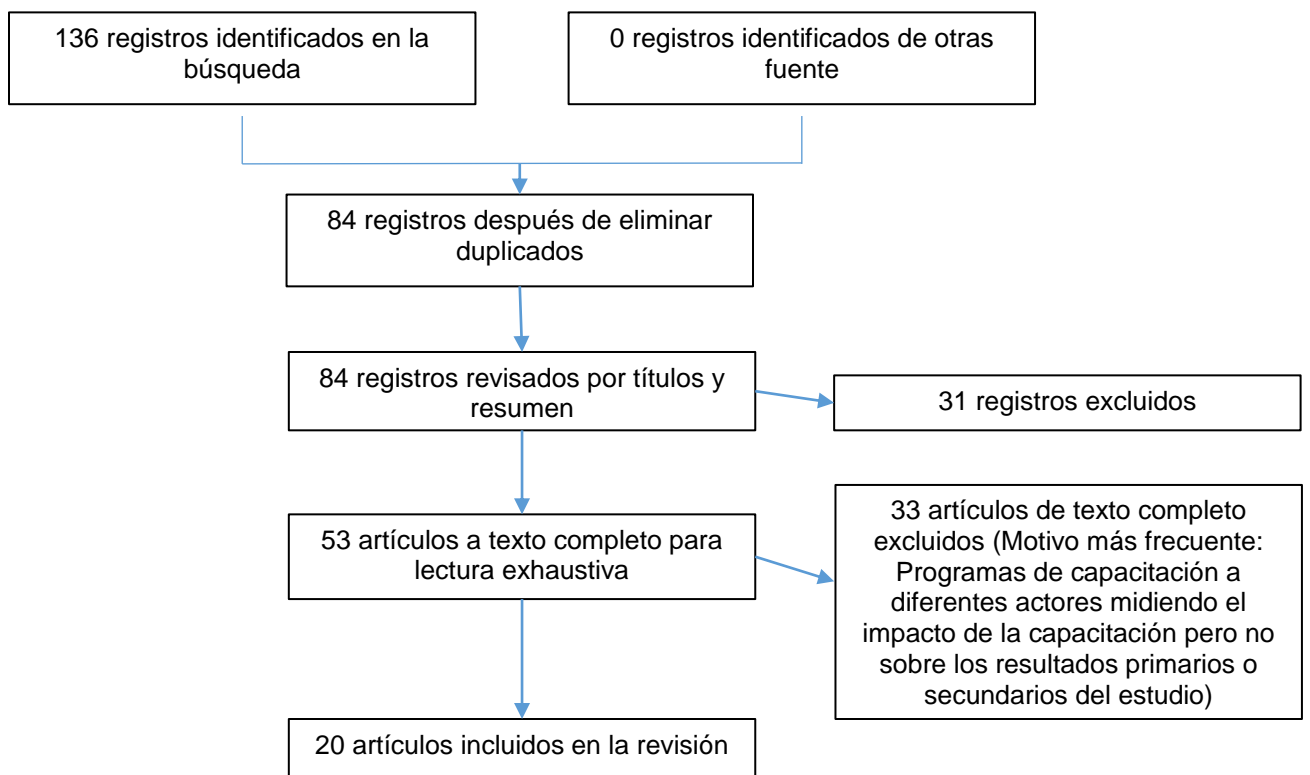 136 registros identificados en la
búsqueda
0 registros identificados de otras
fuente
84 registros después de eliminar
duplicados
84 registros revisados por títulos y
resumen
31 registros excluidos
53 artículos a texto completo para
lectura exhaustiva
33 artículos de texto completo
excluidos (Motivo más frecuente:
Programas de capacitación a
diferentes actores midiendo el
impacto de la capacitación pero no
sobre los resultados primarios o
secundarios del estudio)
20 artículos incluidos en la revisión